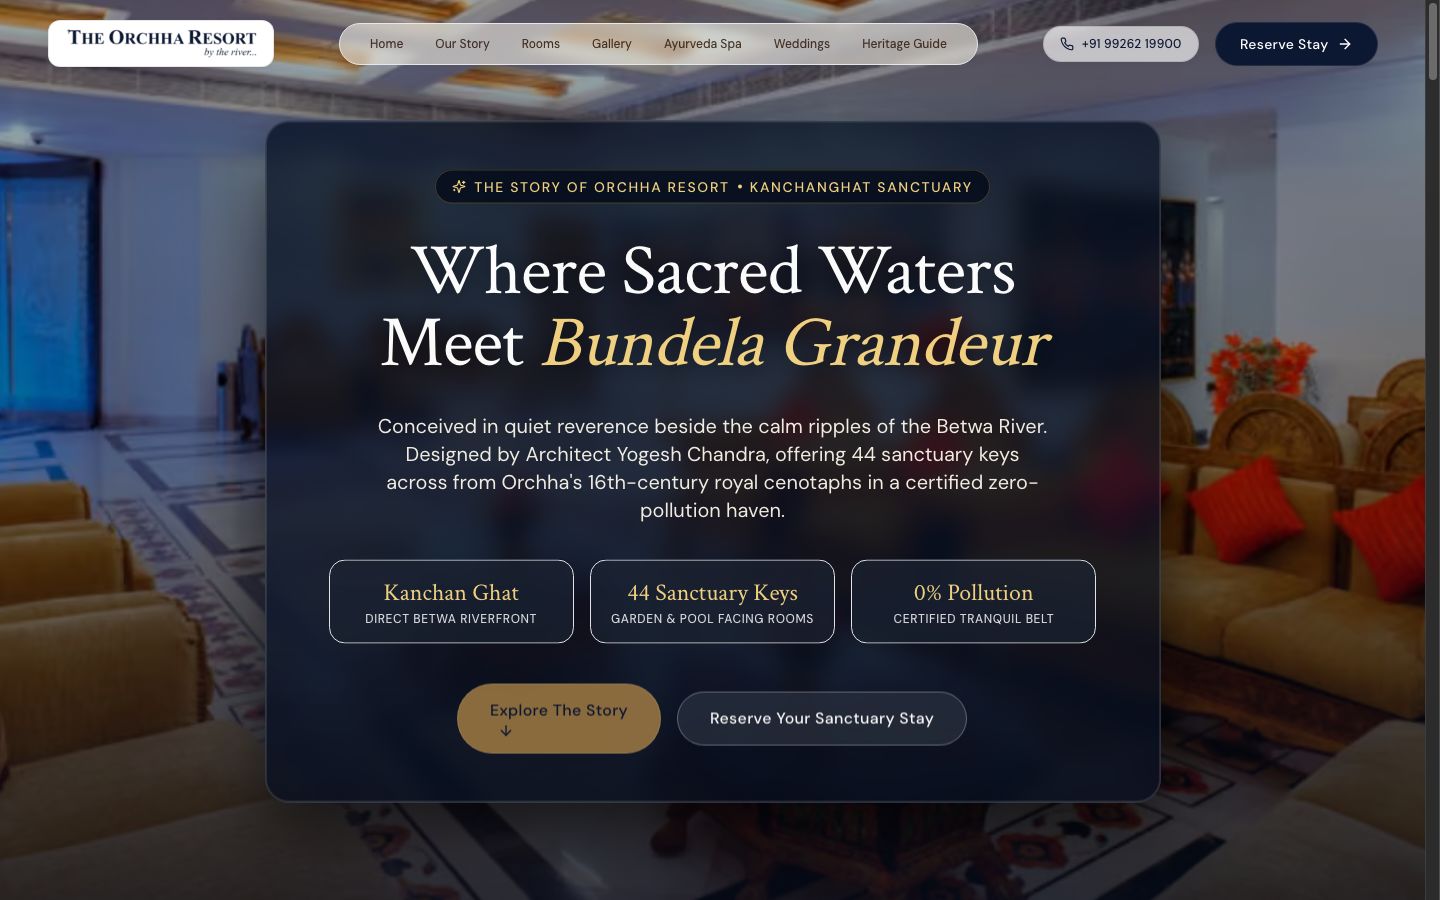 THE ORCHHA RESORT
by the river...
Home
Our Story
Rooms
Gallery
Ayurveda Spa
Weddings
Heritage Guide
+91 99262 19900
Reserve Stay
THE STORY OF ORCHHA RESORT • KANCHANGHAT SANCTUARY
Where Sacred Waters
Meet Bundela Grandeur
Conceived in quiet reverence beside the calm ripples of the Betwa River.
Designed by Architect Yogesh Chandra, offering 44 sanctuary keys
across from Orchha's 16th-century royal cenotaphs in a certified zero-
pollution haven.
Kanchan Ghat
DIRECT BETWA RIVERFRONT
44 Sanctuary Keys
GARDEN & POOL FACING ROOMS
0% Pollution
CERTIFIED TRANQUIL BELT
Explore The Story
↓
Reserve Your Sanctuary Stay